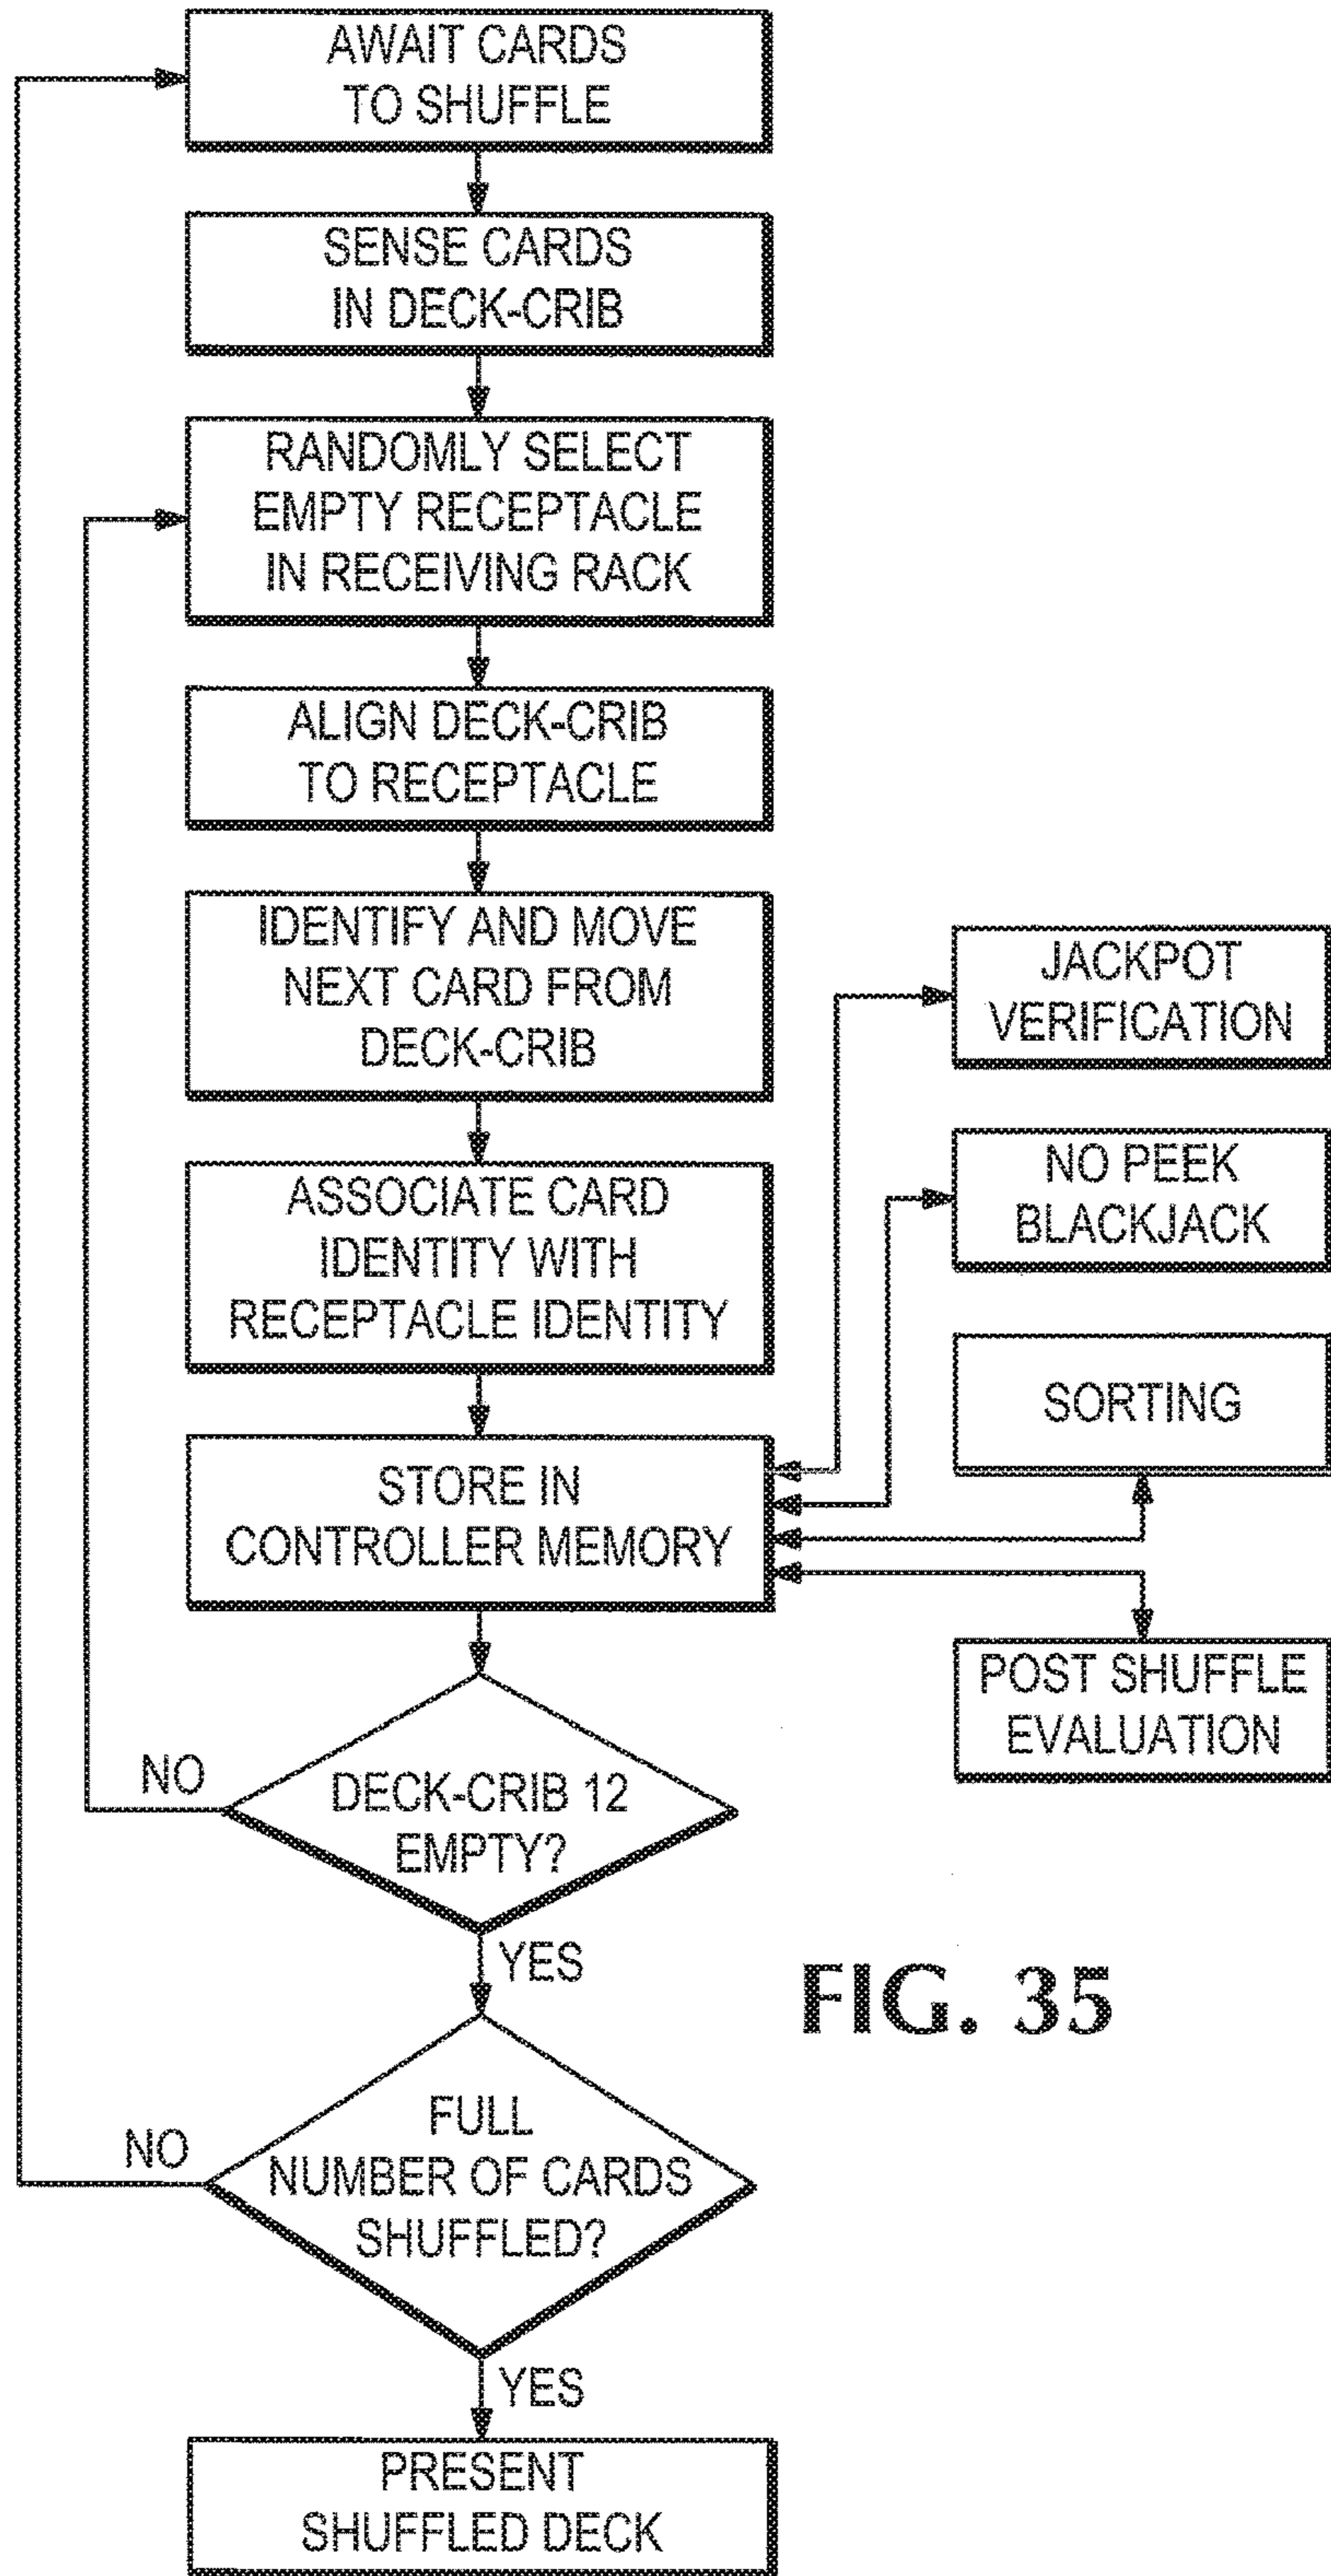 AWAIT CARDS
TO SHUFFLE
SENSE CARDS
IN DECK-CRIB
RANDOMLY SELECT
EMPTY RECEPTACLE
IN RECEIVING RACK
ALIGN DECK-CRIB
TO RECEPTACLE
IDENTIFY AND MOVE
NEXT CARD FROM
DECK-CRIB
ASSOCIATE CARD
IDENTITY WITH
RECEPTACLE IDENTITY
STORE IN
CONTROLLER MEMORY
JACKPOT
VERIFICATION
NO PEEK
BLACKJACK
SORTING
POST SHUFFLE
EVALUATION
NO
DECK-CRIB 12
EMPTY?
YES
NO
FULL
NUMBER OF CARDS
SHUFFLED?
YES
PRESENT
SHUFFLED DECK
FIG. 35